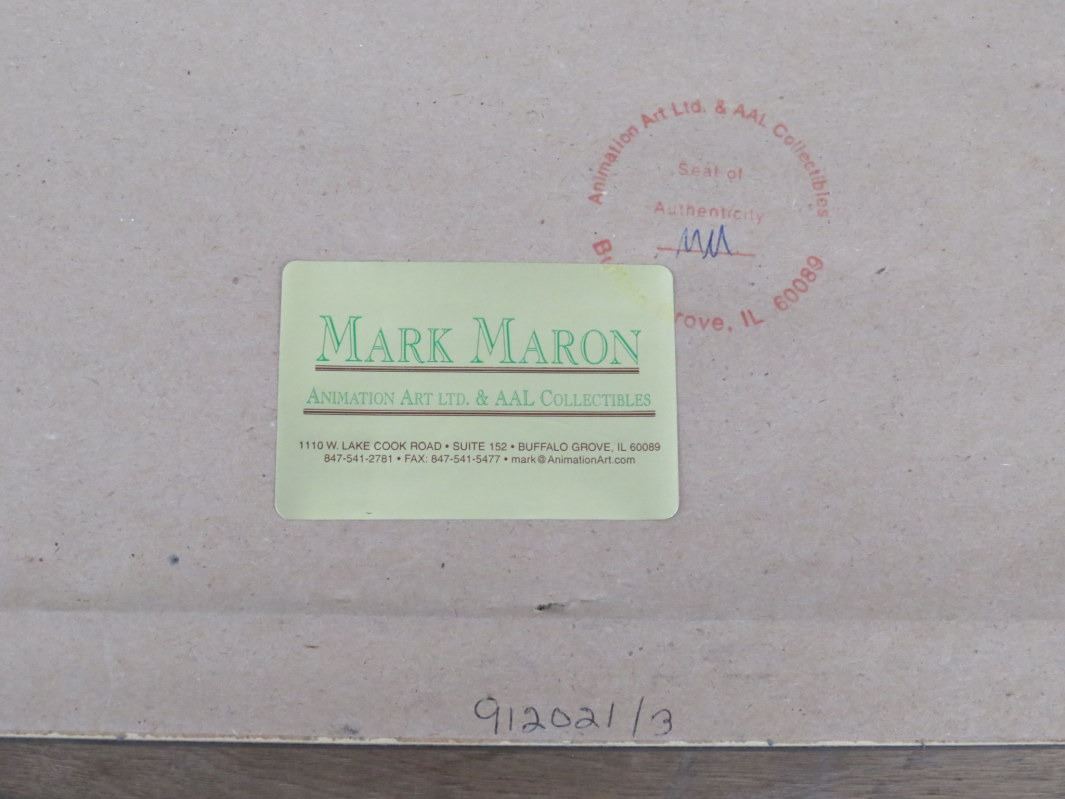 Animation Art Ltd. & AAL Collectibles
Seal of
Authenticity
MM
rove, IL 60089
MARK MARON
ANIMATION ART LTD. & AAL COLLECTIBLES
1110 W. LAKE COOK ROAD • SUITE 152 • BUFFALO GROVE, IL 60089
847-541-2781 • FAX: 847-541-5477 • mark@AnimationArt.com
912021/3